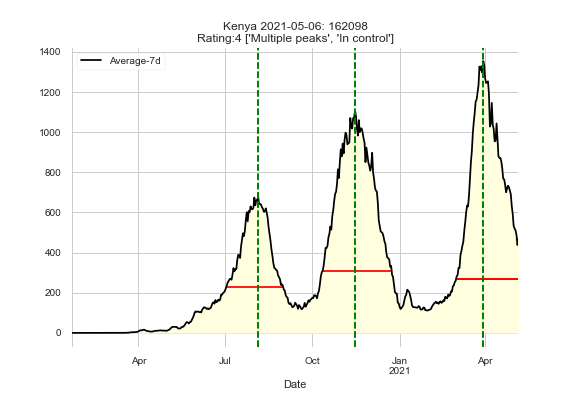 Kenya 2021-05-06: 162098
Rating:4 ['Multiple peaks', 'In control']
1400
Average-7d
1200
1000
800
600
400
200
0
Apr Jul Oct Jan Apr
2021
Date